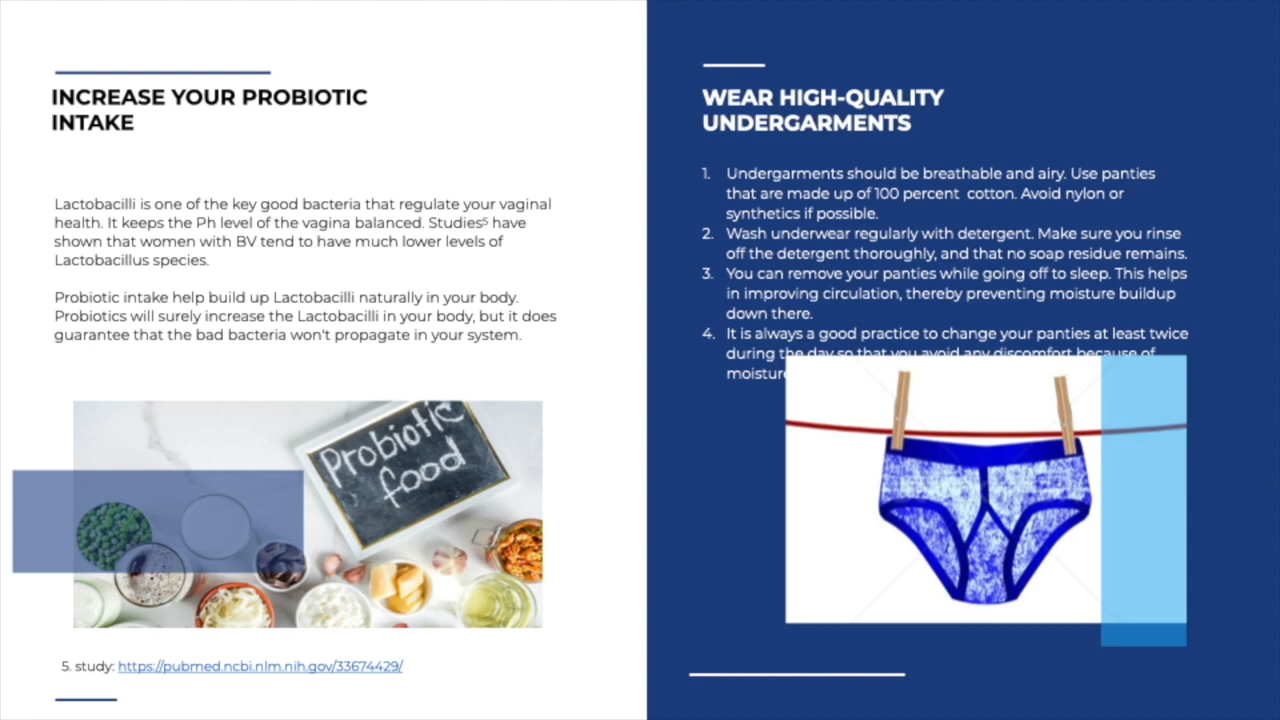 INCREASE YOUR PROBIOTIC
INTAKE
Lactobacilli is one of the key good bacteria that regulate your vaginal
health. It keeps the Ph level of the vagina balanced. Studies⁵ have
shown that women with BV tend to have much lower levels of
Lactobacillus species.
Probiotic intake help build up Lactobacilli naturally in your body.
Probiotics will surely increase the Lactobacilli in your body, but it does
guarantee that the bad bacteria won't propagate in your system.
Probiotic
food
5. study: https://pubmed.ncbi.nlm.nih.gov/33674429/
WEAR HIGH-QUALITY
UNDERGARMENTS
1. Undergarments should be breathable and airy. Use panties
that are made up of 100 percent cotton. Avoid nylon or
synthetics if possible.
2. Wash underwear regularly with detergent. Make sure you rinse
off the detergent thoroughly, and that no soap residue remains.
3. You can remove your panties while going off to sleep. This helps
in improving circulation, thereby preventing moisture buildup
down there.
4. It is always a good practice to change your panties at least twice
during the day so that you avoid any discomfort because of
moisture